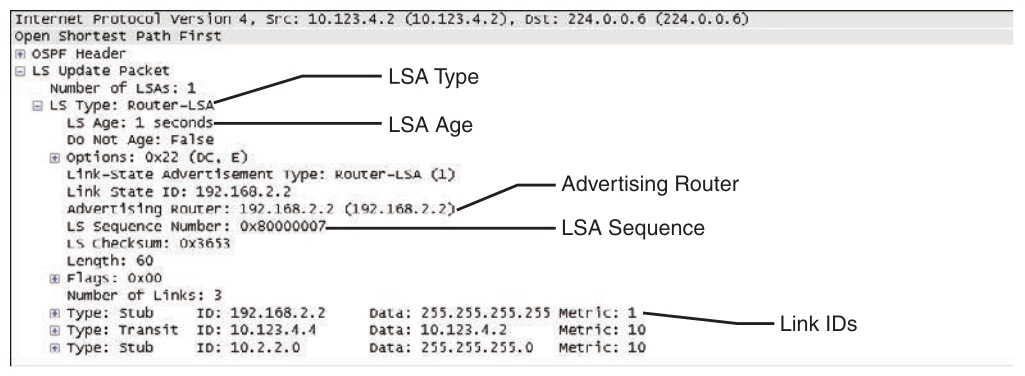 Internet Protocol Version 4, Src: 10.123.4.2 (10.123.4.2), Dst: 224.0.0.6 (224.0.0.6)
Open Shortest Path First
OSPF Header
LS Update Packet
LSA Type
Number of LSAs: 1
LS Type: Router-LSA
LS Age: 1 seconds
LSA Age
Do Not Age: False
Options: 0x22 (DC, E)
Link-State Advertisement Type: Router-LSA (1)
Link State ID: 192.168.2.2
Advertising Router
Advertising Router: 192.168.2.2 (192.168.2.2)
LS Sequence Number: 0x80000007
LSA Sequence
LS Checksum: 0x3653
Length: 60
Flags: 0x00
Number of Links: 3
Type: Stub ID: 192.168.2.2 Data: 255.255.255.255 Metric: 1
Link IDs
Type: Transit ID: 10.123.4.4 Data: 10.123.4.2 Metric: 10
Type: Stub ID: 10.2.2.0 Data: 255.255.255.0 Metric: 10